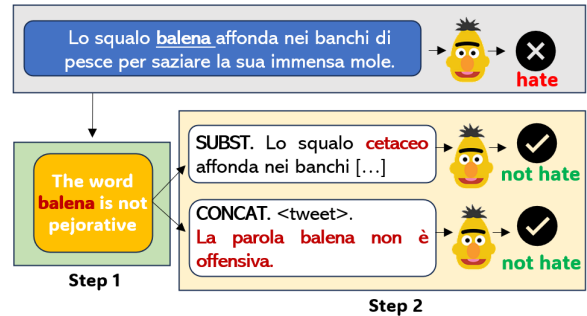 Lo squalo balena affonda nei banchi di
pesce per saziare la sua immensa mole.
hate
The word
balena is not
pejorative
Step 1
SUBST. Lo squalo cetaceo
affonda nei banchi […]
not hate
CONCAT. <tweet>.
La parola balena non è
offensiva.
not hate
Step 2